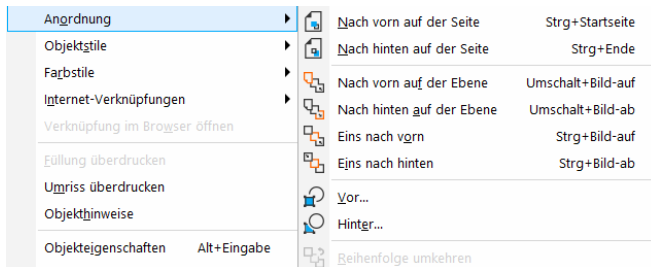 Anordnung
Objektstile
Farbstile
Internet-Verknüpfungen
Verknüpfung im Browser öffnen
Füllung überdrucken
Umriss überdrucken
Objekthinweise
Objekteigenschaften Alt+Eingabe
Nach vorn auf der Seite Strg+Startseite
Nach hinten auf der Seite Strg+Ende
Nach vorn auf der Ebene Umschalt+Bild-auf
Nach hinten auf der Ebene Umschalt+Bild-ab
Eins nach vorn Strg+Bild-auf
Eins nach hinten Strg+Bild-ab
Vor...
Hinter...
Reihenfolge umkehren